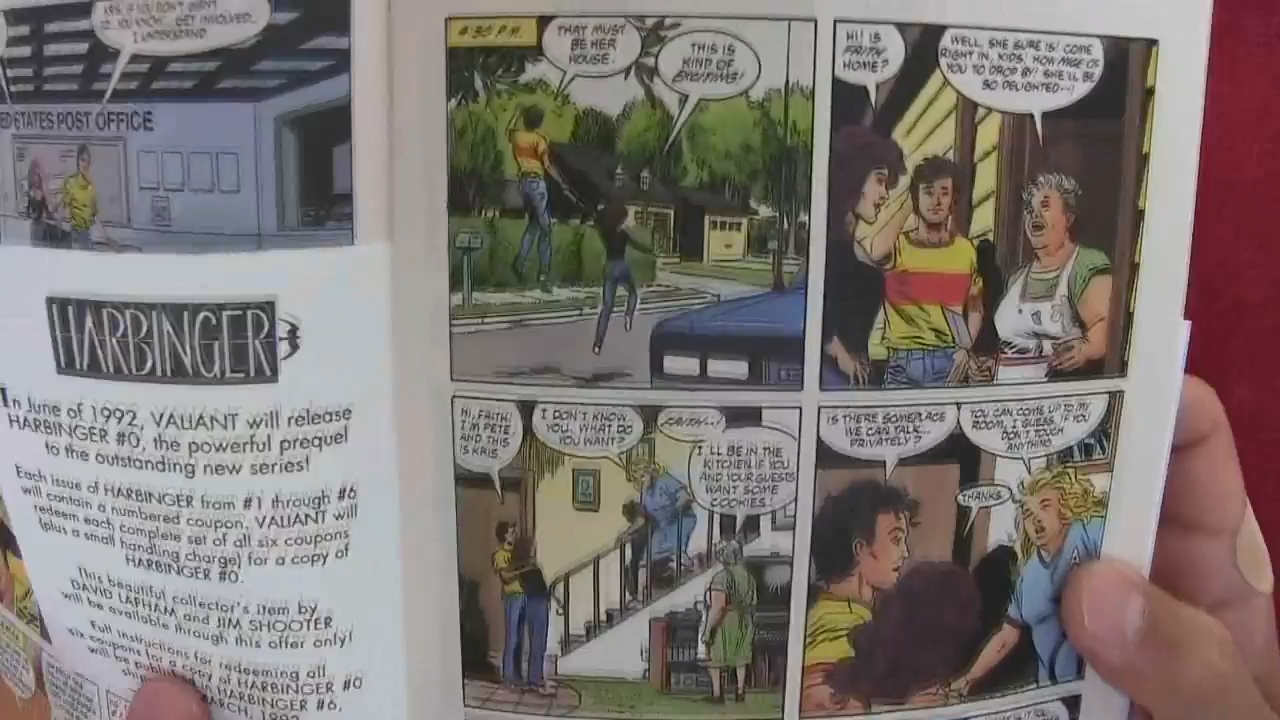 YES. IF YOU DON'T WANT
TO, YOU KNOW... GET INVOLVED...
I UNDERSTAND.
ED STATES POST OFFICE
HARBINGER
In June of 1992, VALIANT will release
HARBINGER #0, the powerful prequel
to the outstanding new series!
Each issue of HARBINGER from #1 through #6
will contain a numbered coupon. VALIANT will
redeem each complete set of all six coupons
(plus a small handling charge) for a copy of
HARBINGER #0.
This beautiful collector's item by
DAVID LAPHAM and JIM SHOOTER
will be available through this offer only!
Full instructions for redeeming all
six coupons for a copy of HARBINGER #0
will be
HARBINGER #6,
MARCH, 1992
4:30 P.M.
THAT MUST
BE HER
HOUSE.
THIS IS
KIND OF
EXCITING!
HI! IS
FAITH
HOME?
WELL, SHE SURE IS! COME
RIGHT IN, KIDS! HOW NICE OF
YOU TO DROP BY! SHE'LL BE
SO DELIGHTED--!
HI, FAITH!
I'M PETE,
AND THIS
IS KRIS.
I DON'T KNOW
YOU. WHAT DO
YOU WANT?
FAITH--!
I'LL BE IN THE
KITCHEN IF YOU
AND YOUR GUESTS
WANT SOME
COOKIES!
IS THERE SOMEPLACE
WE CAN TALK...
PRIVATELY?
YOU CAN COME UP TO MY
ROOM, I GUESS, IF YOU
DON'T TOUCH
ANYTHING.
THANKS.